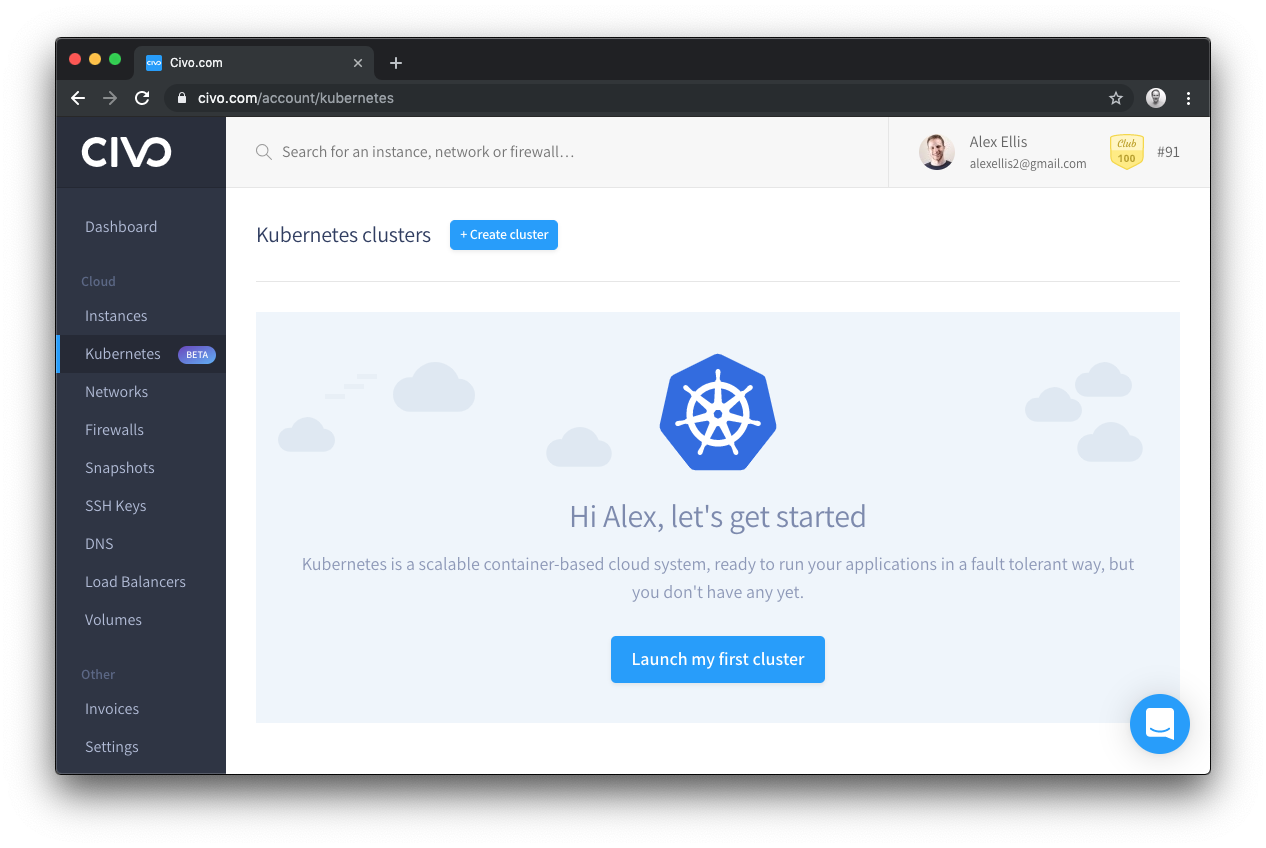 Civo.com
civo.com/account/kubernetes
CIVO
Search for an instance, network or firewall…
Alex Ellis
alexellis2@gmail.com
Club
100
#91
Dashboard
Cloud
Instances
Kubernetes BETA
Networks
Firewalls
Snapshots
SSH Keys
DNS
Load Balancers
Volumes
Other
Invoices
Settings
Kubernetes clusters
+ Create cluster
Hi Alex, let's get started
Kubernetes is a scalable container-based cloud system, ready to run your applications in a fault tolerant way, but
you don't have any yet.
Launch my first cluster